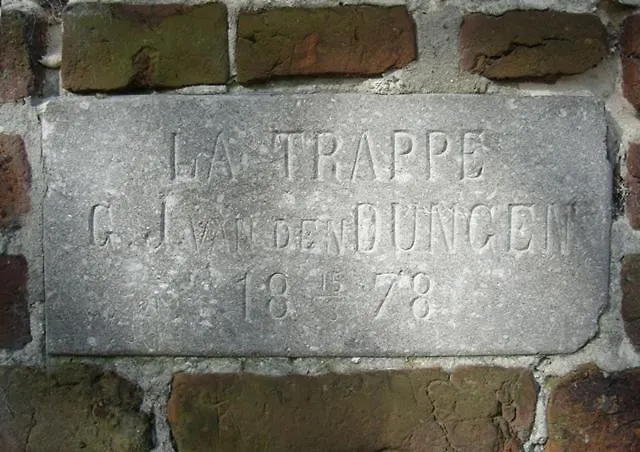 LA TRAPPE
G. J. VAN DEN DUNGEN
18 15 78